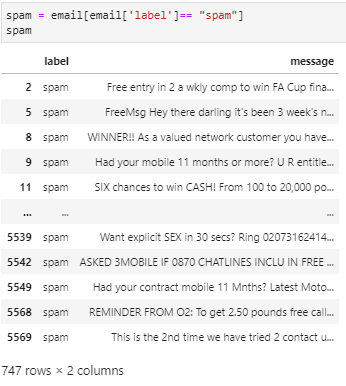 spam = email[email['label']== "spam"]
spam
label message
2 spam Free entry in 2 a wkly comp to win FA Cup fina...
5 spam FreeMsg Hey there darling it's been 3 week's n...
8 spam WINNER!! As a valued network customer you have...
9 spam Had your mobile 11 months or more? U R entitle...
11 spam SIX chances to win CASH! From 100 to 20,000 po...
... ... ...
5539 spam Want explicit SEX in 30 secs? Ring 02073162414...
5542 spam ASKED 3MOBILE IF 0870 CHATLINES INCLU IN FREE ...
5549 spam Had your contract mobile 11 Mnths? Latest Moto...
5568 spam REMINDER FROM O2: To get 2.50 pounds free call...
5569 spam This is the 2nd time we have tried 2 contact u...
747 rows × 2 columns